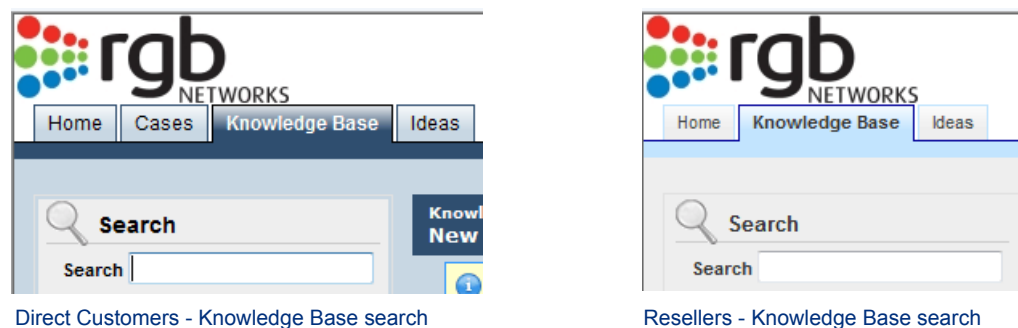 rgb
NETWORKS
Home Cases Knowledge Base Ideas
Search
Search
Knowl
New
Direct Customers - Knowledge Base search
rgb
NETWORKS
Home Knowledge Base Ideas
Search
Search
Resellers - Knowledge Base search